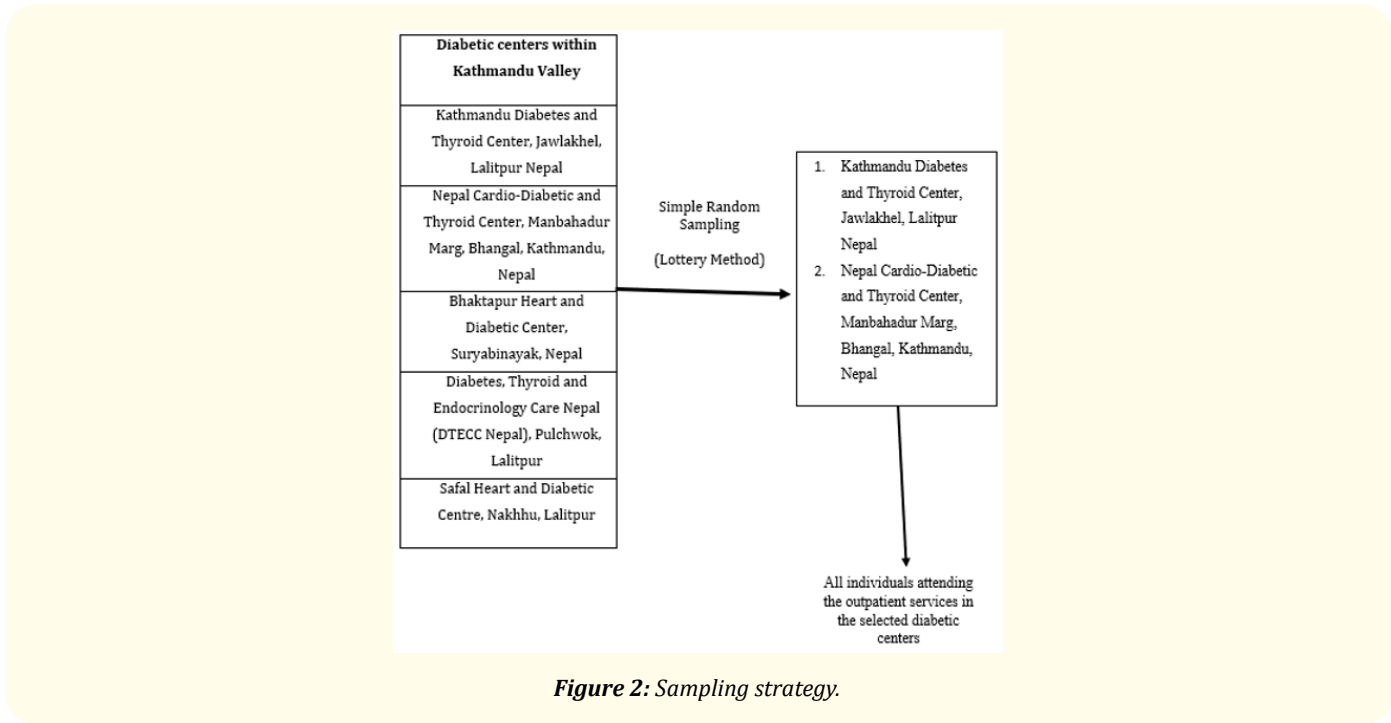 Diabetic centers within
Kathmandu Valley
Kathmandu Diabetes and
Thyroid Center, Jawlakhel,
Lalitpur Nepal
Nepal Cardio-Diabetic and
Thyroid Center, Manbahadur
Marg, Bhangal, Kathmandu,
Nepal
Bhaktapur Heart and
Diabetic Center,
Suryabinayak, Nepal
Diabetes, Thyroid and
Endocrinology Care Nepal
(DTECC Nepal), Pulchwok,
Lalitpur
Safal Heart and Diabetic
Centre, Nakhhu, Lalitpur
Simple Random
Sampling
(Lottery Method)
1. Kathmandu Diabetes
and Thyroid Center,
Jawlakhel, Lalitpur
Nepal
2. Nepal Cardio-Diabetic
and Thyroid Center,
Manbahadur Marg,
Bhangal, Kathmandu,
Nepal
All individuals attending
the outpatient services in
the selected diabetic
centers
Figure 2: Sampling strategy.